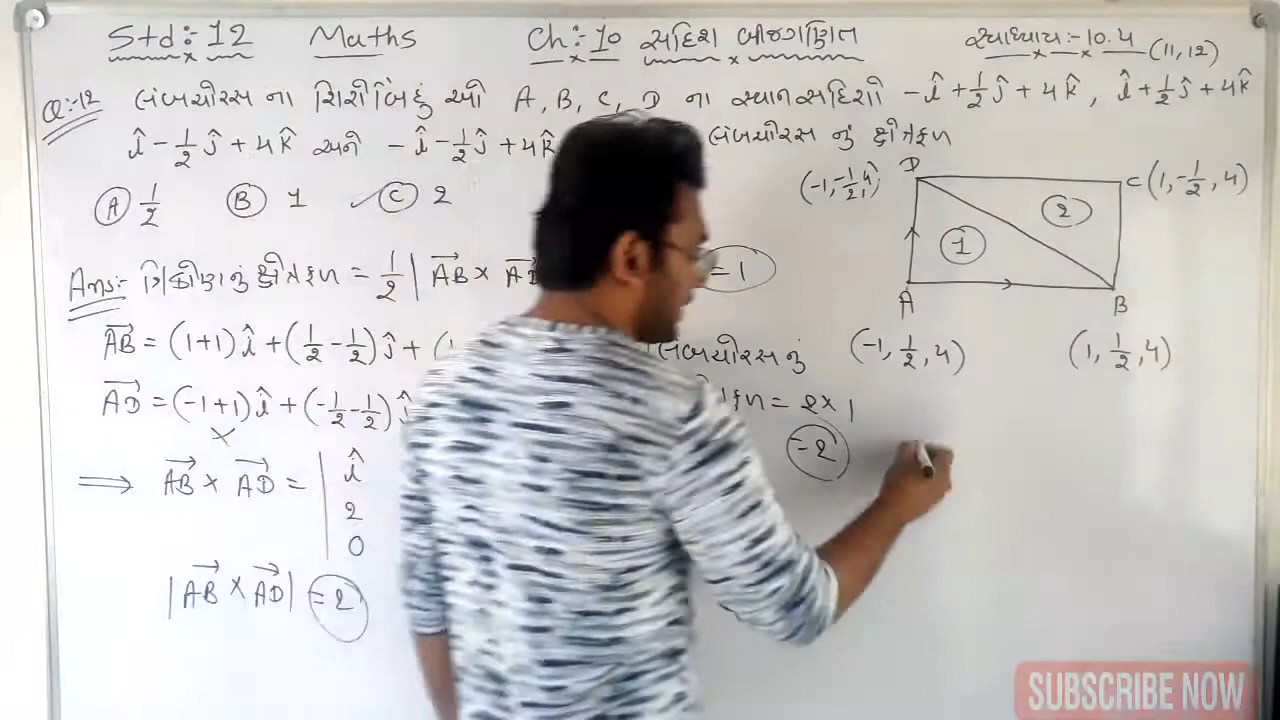 Std:- 12 Maths Ch:- 10 સદિશ બીજગણિત સ્વાધ્યાય:- 10.4 (11, 12)
Q:-12 લંબચોરસ ના શિરોબિંદુ ઓ A, B, C, D ના સ્થાનસદિશો -î + 1/2 ĵ + 4k̂, î + 1/2 ĵ + 4k̂
î - 1/2 ĵ + 4k̂ અને -î - 1/2 ĵ + 4k̂ લંબચોરસ નું ક્ષેત્રફળ
Ⓐ 1/2 Ⓑ 1 ✓Ⓒ 2
Ans:- ત્રિકોણનું ક્ષેત્રફળ = 1/2 | AB⃗ × AD = 1
AB⃗ = (1+1) î + (1/2 - 1/2) ĵ + (
AD⃗ = (-1+1) î + (-1/2 - 1/2) ĵ
⟹ AB⃗ × AD⃗ = | î
2
0
|AB⃗ × AD⃗| = 2
લંબચોરસનું
= 2 × 1
= 2
D (-1, -1/2, 4)
C (1, -1/2, 4)
1
2
A
B
(-1, 1/2, 4)
(1, 1/2, 4)
SUBSCRIBE NOW